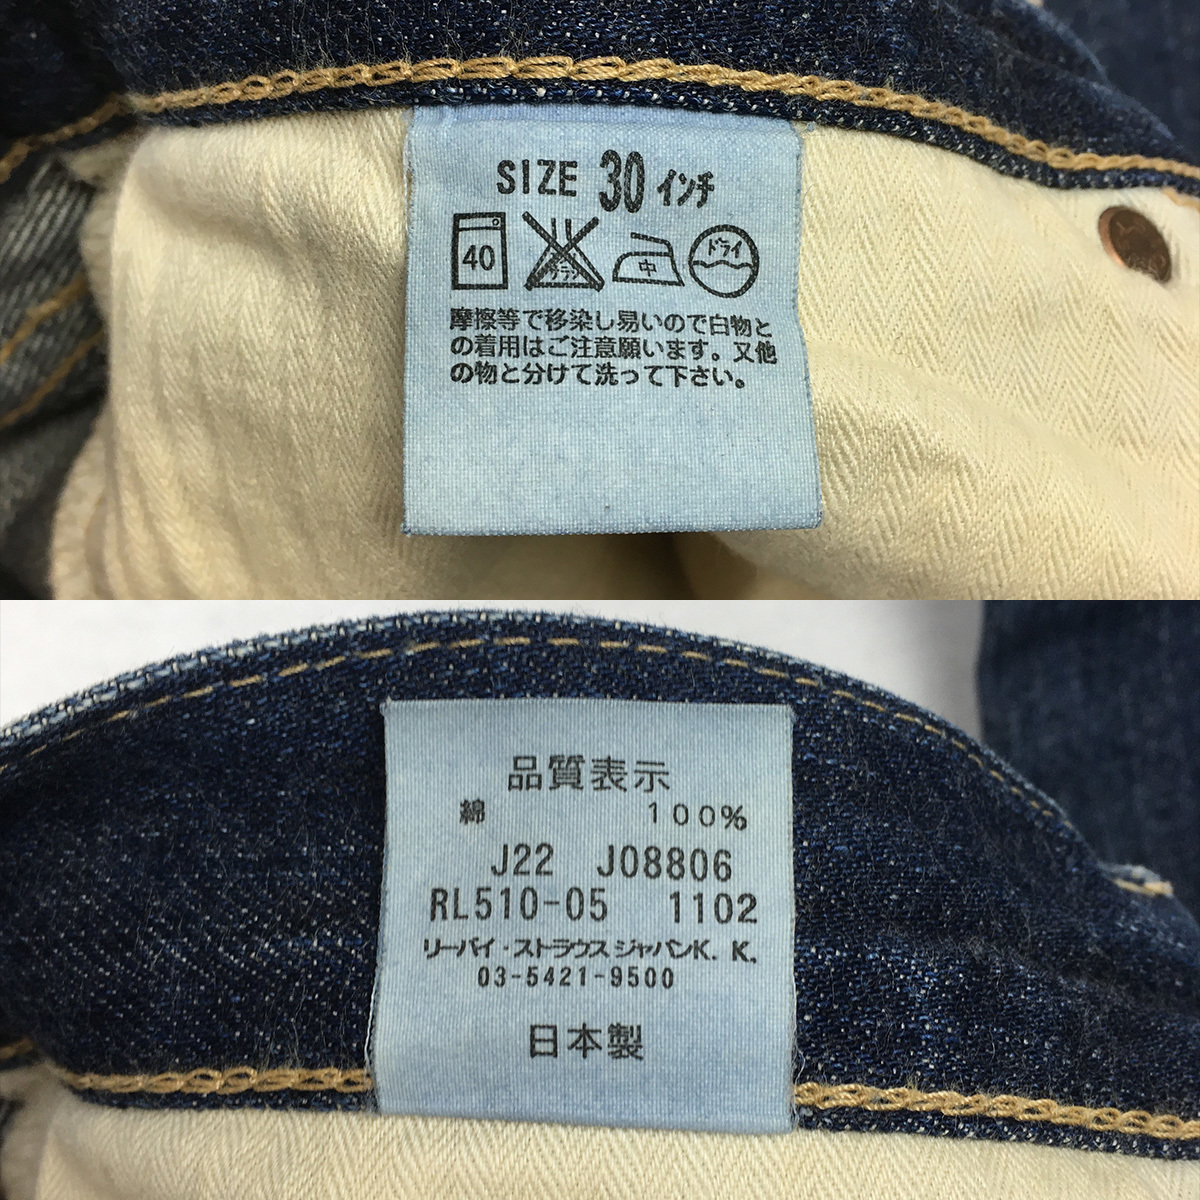 SIZE 30 インチ
40 中 ドライ
摩擦等で移染し易いので白物と
の着用はご注意願います。又他
の物と分けて洗って下さい。
品質表示
綿 100%
J22 J08806
RL510-05 1102
リーバイ・ストラウス ジャパンK.K.
03-5421-9500
日本製